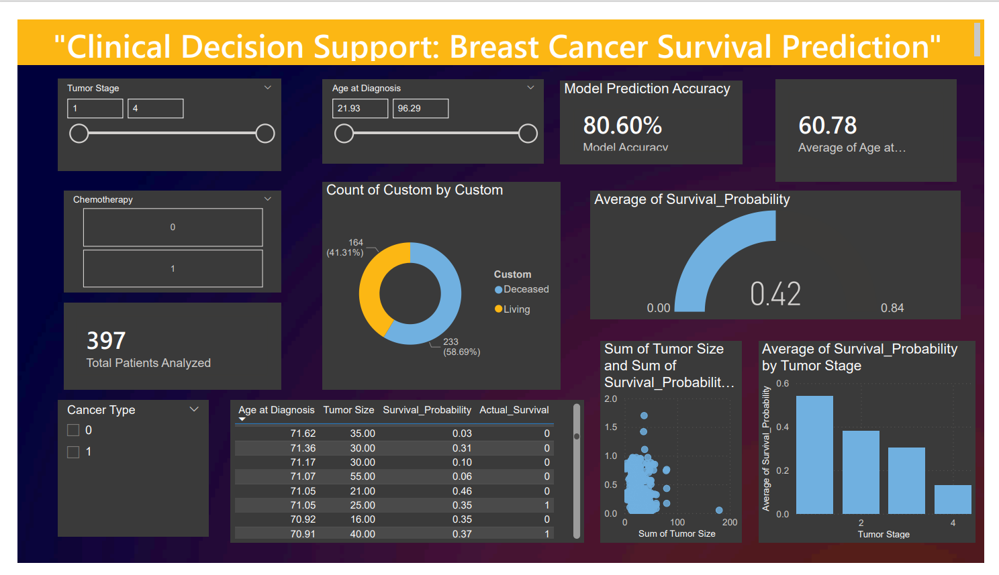 "Clinical Decision Support: Breast Cancer Survival Prediction"
Tumor Stage
1 4
Age at Diagnosis
21.93 96.29
Model Prediction Accuracy
80.60%
Model Accuracy
60.78
Average of Age at...
Chemotherapy
0
1
397
Total Patients Analyzed
Count of Custom by Custom
164
(41.31%)
233
(58.69%)
Custom
Deceased
Living
Average of Survival_Probability
0.42
0.00
0.84
Cancer Type
0
1
Age at Diagnosis Tumor Size Survival_Probability Actual_Survival
71.62 35.00 0.03 0
71.36 30.00 0.31 0
71.17 30.00 0.10 0
71.07 55.00 0.06 0
71.05 21.00 0.46 0
71.05 25.00 0.35 1
70.92 16.00 0.35 0
70.91 40.00 0.37 1
Sum of Tumor Size
and Sum of
Survival_Probabilit...
2.0
1.5
1.0
0.5
0.0
0 100 200
Sum of Tumor Size
Average of Survival_Probability
by Tumor Stage
Average of Survival_Probability
0.6
0.4
0.2
0.0
2 4
Tumor Stage